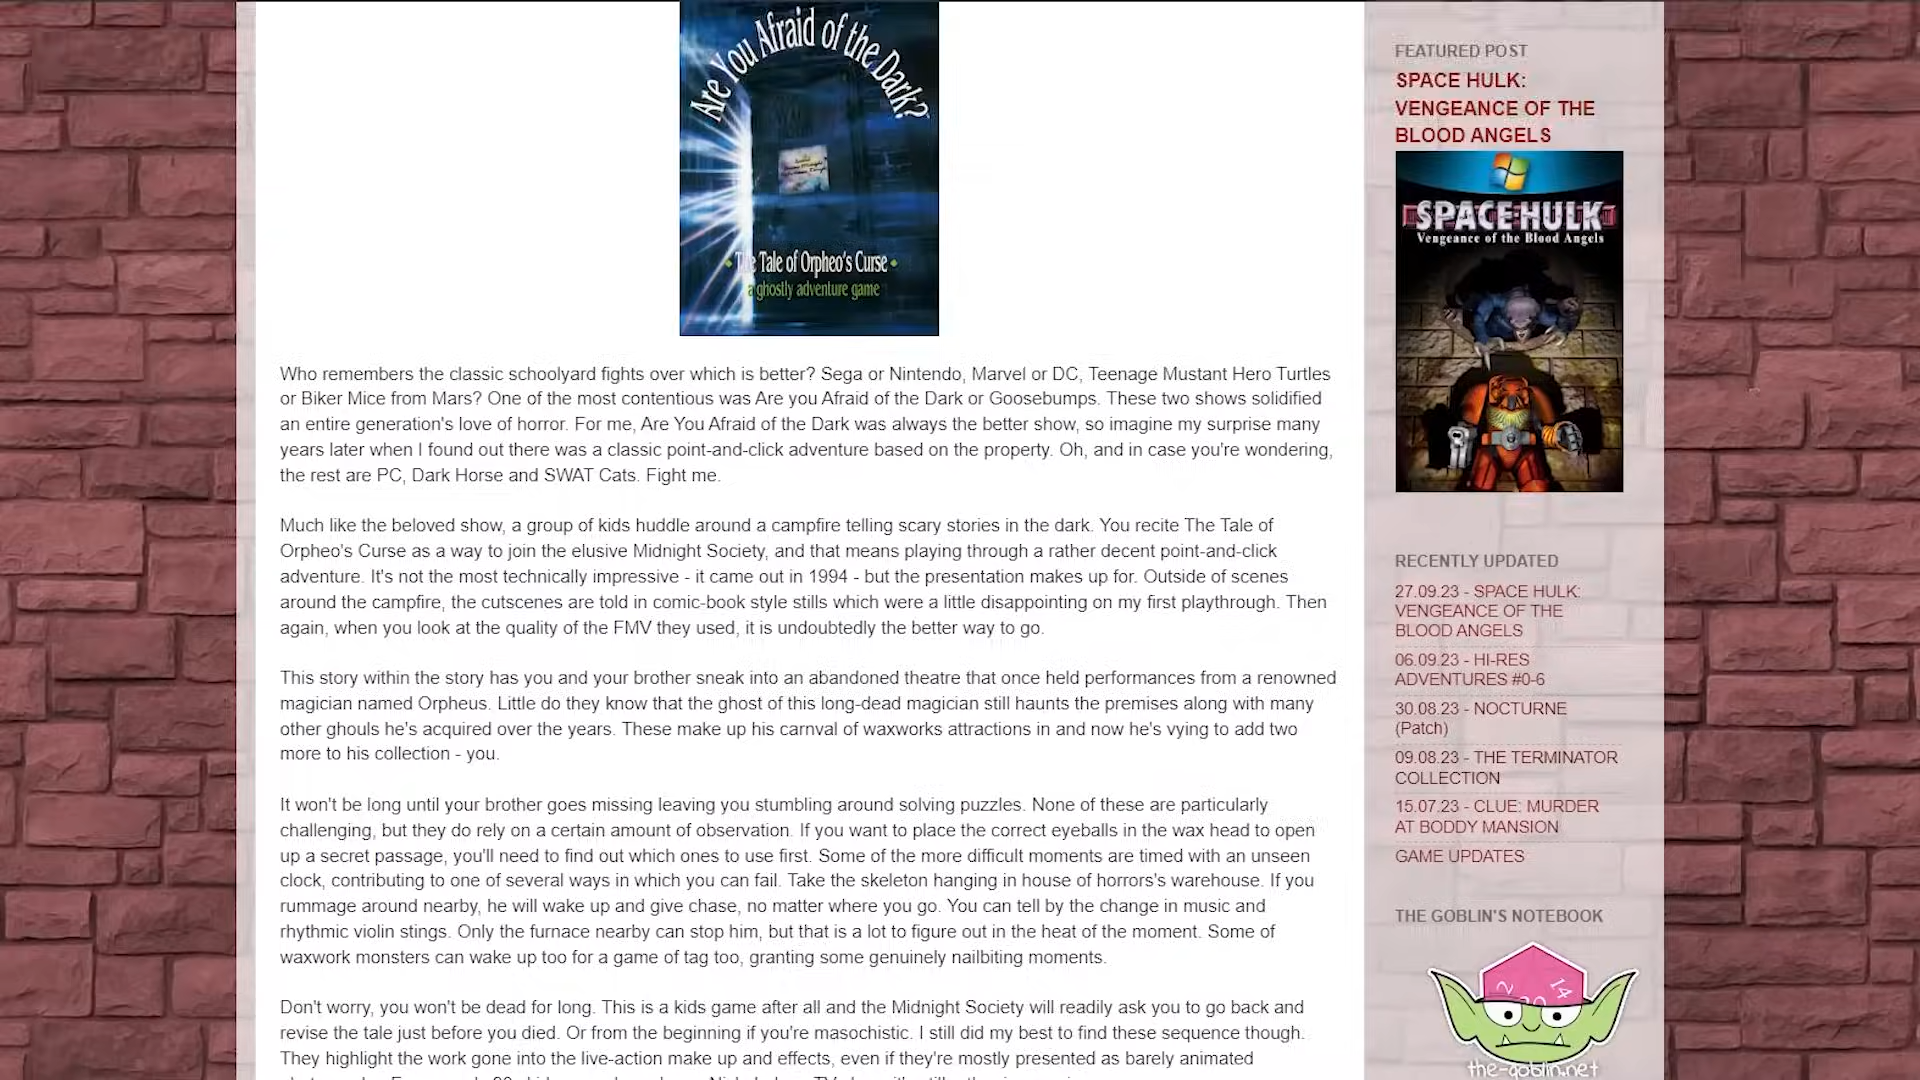 Are You Afraid of the Dark?
The Tale of Orpheo's Curse
a ghostly adventure game
Who remembers the classic schoolyard fights over which is better? Sega or Nintendo, Marvel or DC, Teenage Mustant Hero Turtles
or Biker Mice from Mars? One of the most contentious was Are you Afraid of the Dark or Goosebumps. These two shows solidified
an entire generation's love of horror. For me, Are You Afraid of the Dark was always the better show, so imagine my surprise many
years later when I found out there was a classic point-and-click adventure based on the property. Oh, and in case you're wondering,
the rest are PC, Dark Horse and SWAT Cats. Fight me.
Much like the beloved show, a group of kids huddle around a campfire telling scary stories in the dark. You recite The Tale of
Orpheo's Curse as a way to join the elusive Midnight Society, and that means playing through a rather decent point-and-click
adventure. It's not the most technically impressive - it came out in 1994 - but the presentation makes up for. Outside of scenes
around the campfire, the cutscenes are told in comic-book style stills which were a little disappointing on my first playthrough. Then
again, when you look at the quality of the FMV they used, it is undoubtedly the better way to go.
This story within the story has you and your brother sneak into an abandoned theatre that once held performances from a renowned
magician named Orpheus. Little do they know that the ghost of this long-dead magician still haunts the premises along with many
other ghouls he's acquired over the years. These make up his carnval of waxworks attractions in and now he's vying to add two
more to his collection - you.
It won't be long until your brother goes missing leaving you stumbling around solving puzzles. None of these are particularly
challenging, but they do rely on a certain amount of observation. If you want to place the correct eyeballs in the wax head to open
up a secret passage, you'll need to find out which ones to use first. Some of the more difficult moments are timed with an unseen
clock, contributing to one of several ways in which you can fail. Take the skeleton hanging in house of horrors's warehouse. If you
rummage around nearby, he will wake up and give chase, no matter where you go. You can tell by the change in music and
rhythmic violin stings. Only the furnace nearby can stop him, but that is a lot to figure out in the heat of the moment. Some of
waxwork monsters can wake up too for a game of tag too, granting some genuinely nailbiting moments.
Don't worry, you won't be dead for long. This is a kids game after all and the Midnight Society will readily ask you to go back and
revise the tale just before you died. Or from the beginning if you're masochistic. I still did my best to find these sequence though.
They highlight the work gone into the live-action make up and effects, even if they're mostly presented as barely animated
FEATURED POST
SPACE HULK:
VENGEANCE OF THE
BLOOD ANGELS
SPACE HULK
Vengeance of the Blood Angels
RECENTLY UPDATED
27.09.23 - SPACE HULK:
VENGEANCE OF THE
BLOOD ANGELS
06.09.23 - HI-RES
ADVENTURES #0-6
30.08.23 - NOCTURNE
(Patch)
09.08.23 - THE TERMINATOR
COLLECTION
15.07.23 - CLUE: MURDER
AT BODDY MANSION
GAME UPDATES
THE GOBLIN'S NOTEBOOK
2 20 14
the-goblin.net